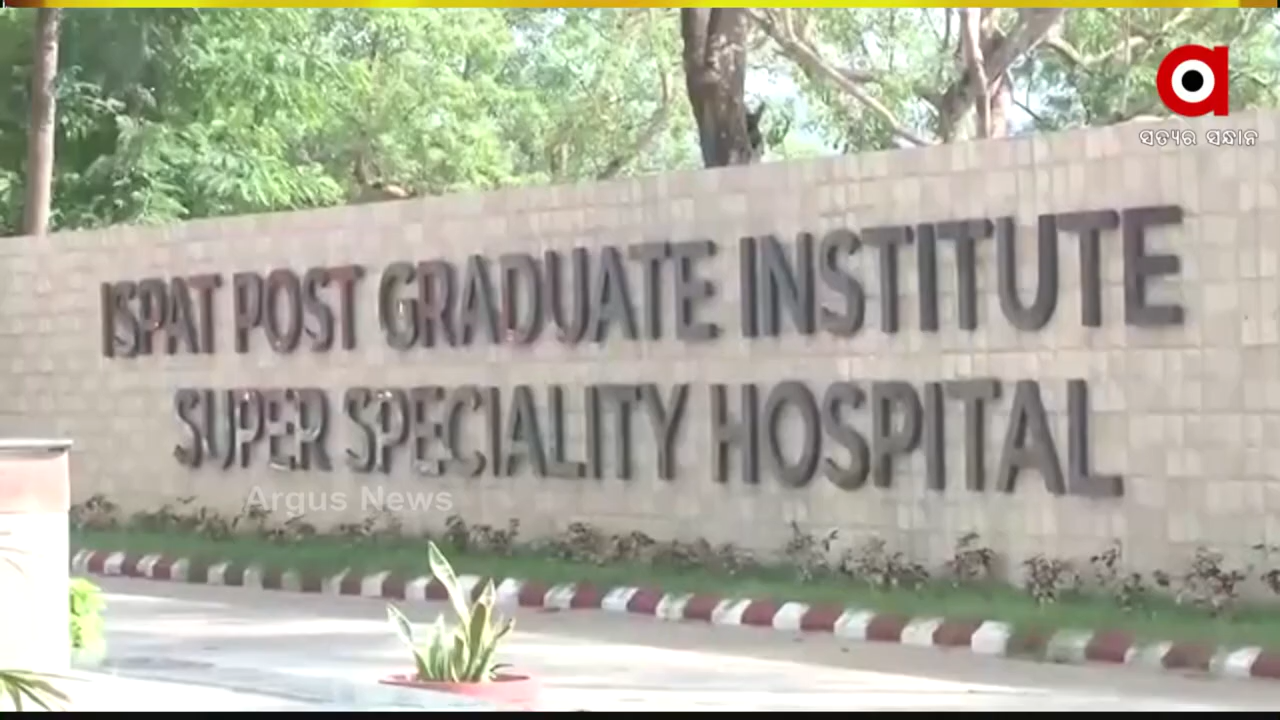 ସତ୍ୟର ସନ୍ଧାନ
ISPAT POST GRADUATE INSTITUTE
SUPER SPECIALITY HOSPITAL
Argus News